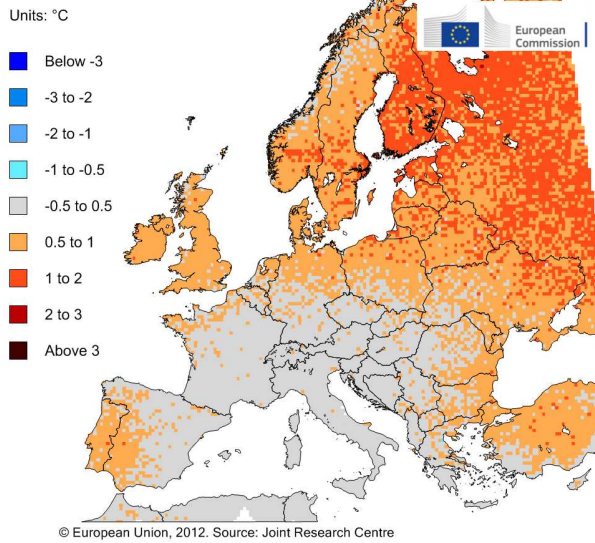 Units: °C
European
Commission
Below -3
-3 to -2
-2 to -1
-1 to -0.5
-0.5 to 0.5
0.5 to 1
1 to 2
2 to 3
Above 3
© European Union, 2012. Source: Joint Research Centre